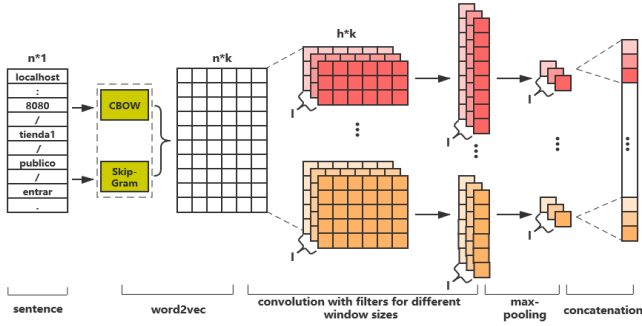 n*1
n*k
h*k
localhost
:
8080
/
tienda1
/
publico
/
entrar
.
CBOW
Skip-
Gram
l
l
l
l
l
l
sentence
word2vec
convolution with filters for different
window sizes
max-
pooling
concatenation